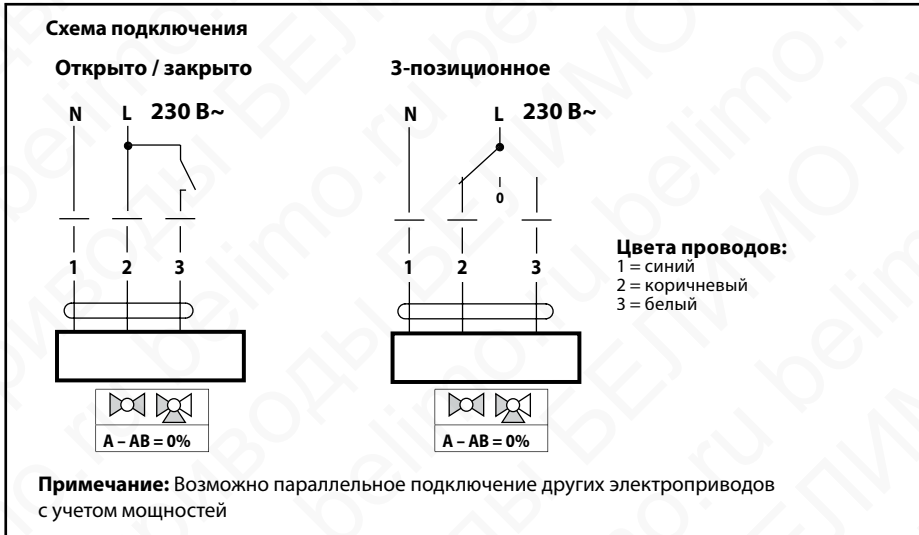 Схема подключения
Открыто / закрыто
N L 230 В~
1 2 3
A – AB = 0%
3-позиционное
N L 230 В~
0
1 2 3
A – AB = 0%
Цвета проводов:
1 = синий
2 = коричневый
3 = белый
Примечание: Возможно параллельное подключение других электроприводов
с учетом мощностей